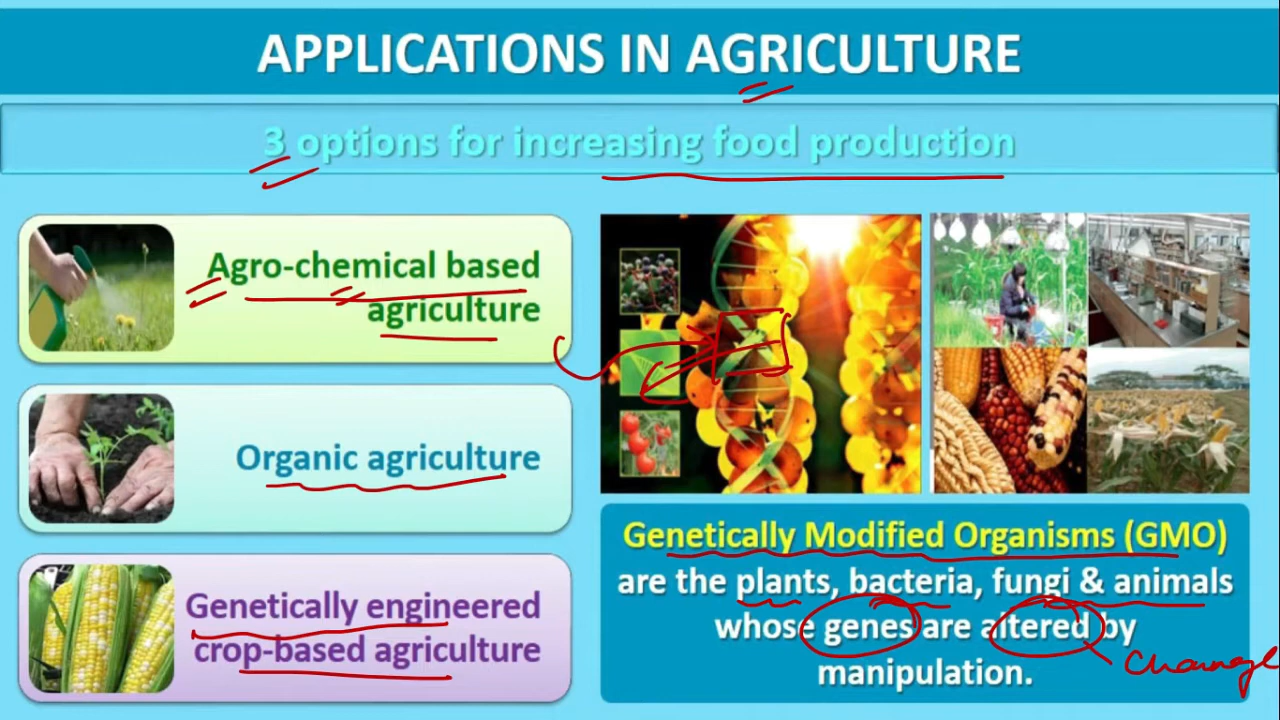 APPLICATIONS IN AGRICULTURE
3 options for increasing food production
Agro-chemical based
agriculture
Organic agriculture
Genetically engineered
crop-based agriculture
Genetically Modified Organisms (GMO)
are the plants, bacteria, fungi & animals
whose genes are altered by
manipulation.
Change